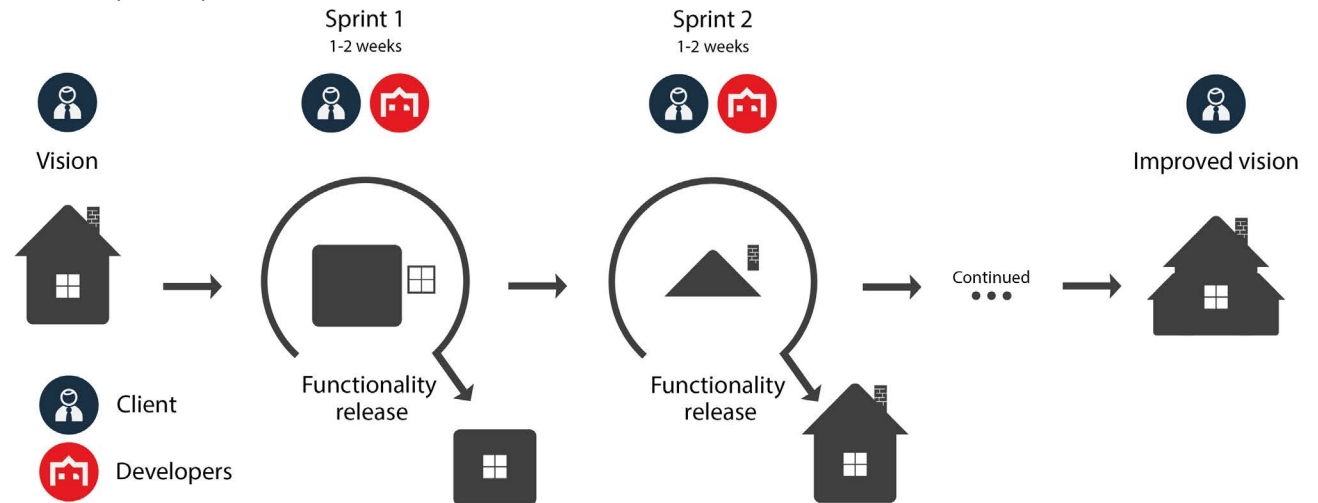 Sprint 1
1-2 weeks
Sprint 2
1-2 weeks
Vision
Improved vision
Continued
Functionality
release
Functionality
release
Client
Developers